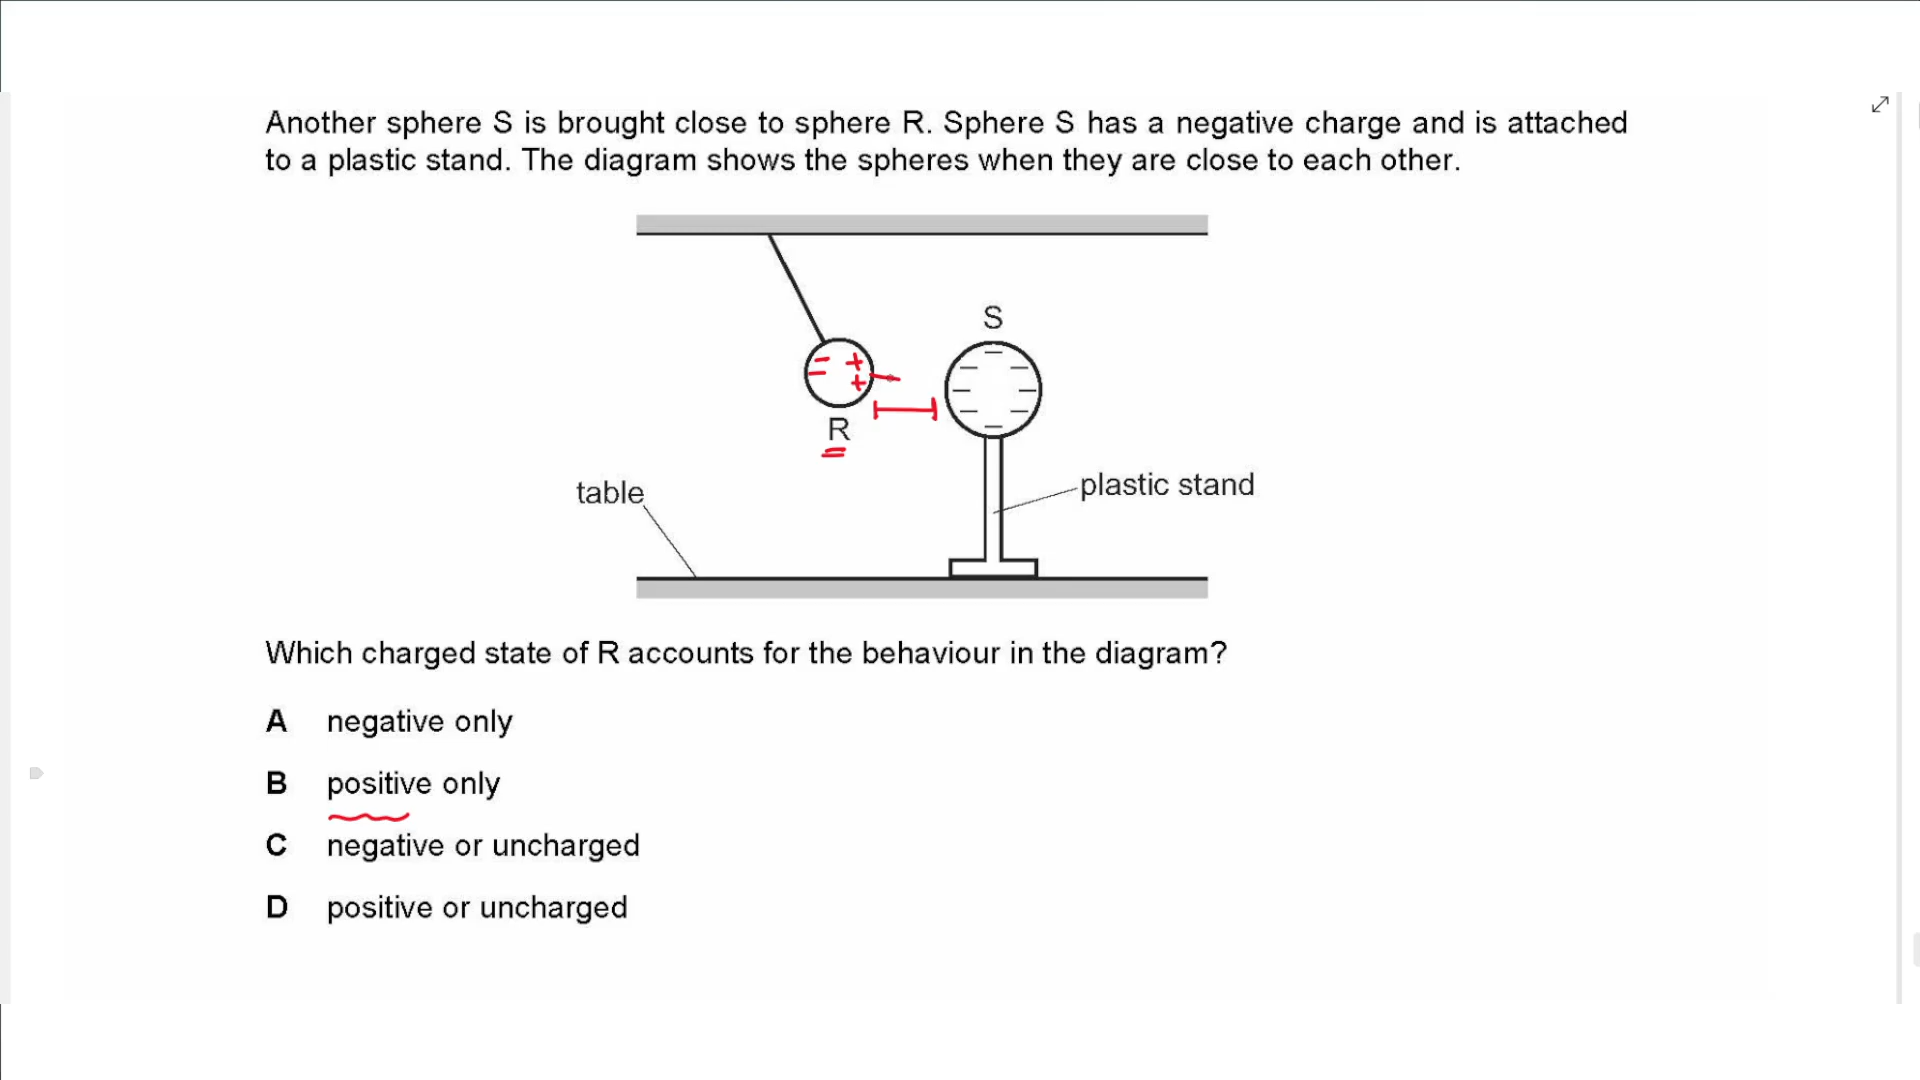 Another sphere S is brought close to sphere R. Sphere S has a negative charge and is attached
to a plastic stand. The diagram shows the spheres when they are close to each other.
S
R
table
plastic stand
Which charged state of R accounts for the behaviour in the diagram?
A negative only
B positive only
C negative or uncharged
D positive or uncharged